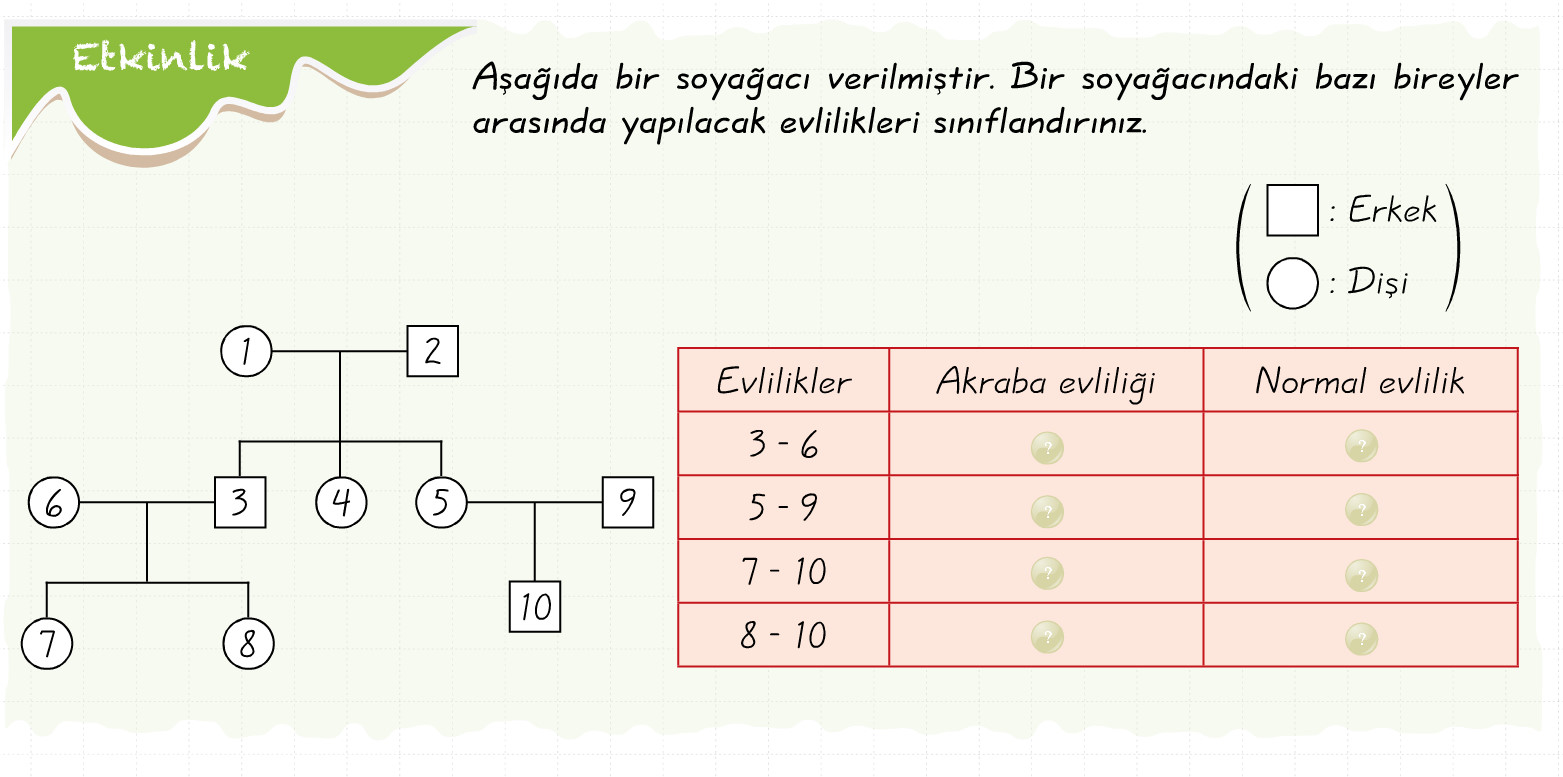 Etkinlik
Aşağıda bir soyağacı verilmiştir. Bir soyağacındaki bazı bireyler
arasında yapılacak evlilikleri sınıflandırınız.
: Erkek
: Dişi
1 2
6 3 4 5 9
10
7 8
Evlilikler Akraba evliliği Normal evlilik
3 - 6 ? ?
5 - 9 ? ?
7 - 10 ? ?
8 - 10 ? ?